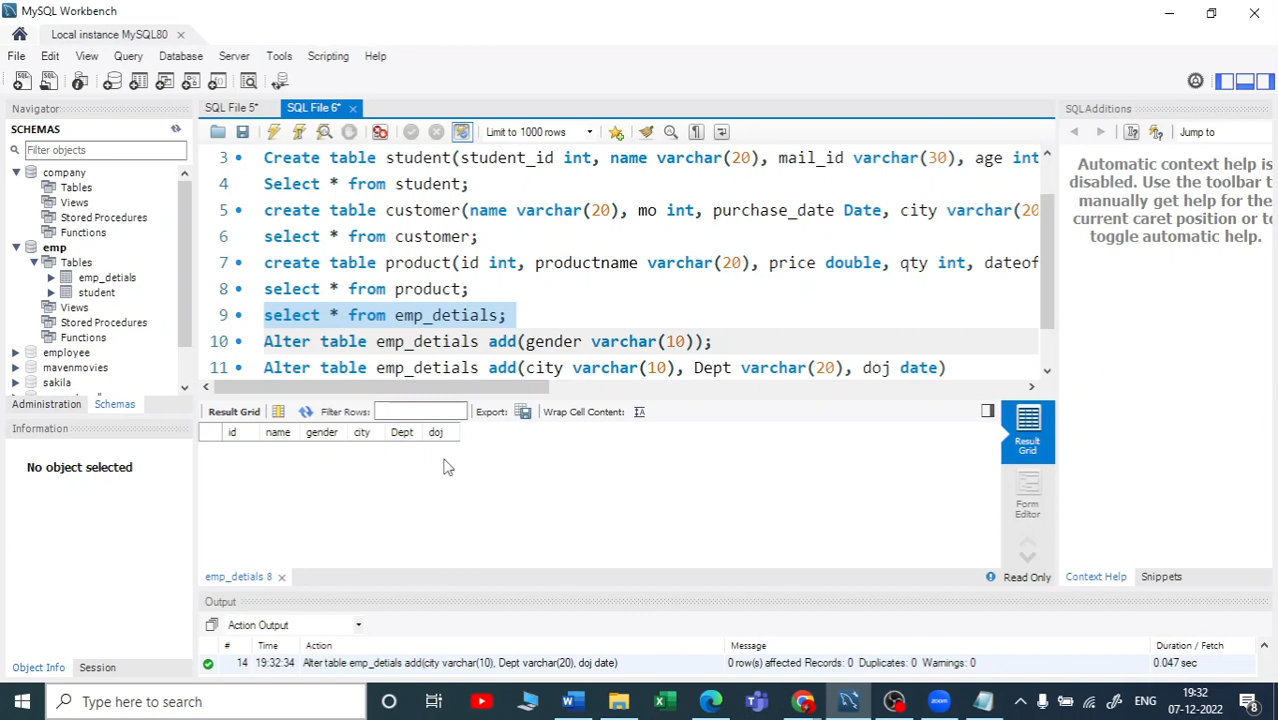 MySQL Workbench
Local instance MySQL80
File Edit View Query Database Server Tools Scripting Help
Navigator
SCHEMAS
Filter objects
company
Tables
Views
Stored Procedures
Functions
emp
Tables
emp_detials
student
Views
Stored Procedures
Functions
employee
mavenmovies
sakila
Administration Schemas
Information
No object selected
Object Info Session
SQL File 5* SQL File 6*
Limit to 1000 rows
3 Create table student(student_id int, name varchar(20), mail_id varchar(30), age int
4 Select * from student;
5 create table customer(name varchar(20), mo int, purchase_date Date, city varchar(20
6 select * from customer;
7 create table product(id int, productname varchar(20), price double, qty int, dateof
8 select * from product;
9 select * from emp_detials;
10 Alter table emp_detials add(gender varchar(10));
11 Alter table emp_detials add(city varchar(10), Dept varchar(20), doj date)
Result Grid Filter Rows: Export: Wrap Cell Content:
id name gender city Dept doj
Result
Grid
Form
Editor
emp_detials 8 Read Only
Output
Action Output
# Time Action Message Duration / Fetch
14 19:32:34 Alter table emp_detials add(city varchar(10), Dept varchar(20), doj date) 0 row(s) affected Records: 0 Duplicates: 0 Warnings: 0 0.047 sec
SQL Additions
Jump to
Automatic context help is
disabled. Use the toolbar t
manually get help for the
current caret position or to
toggle automatic help.
Context Help Snippets
Type here to search
zoom
ENG
19:32
07-12-2022
8